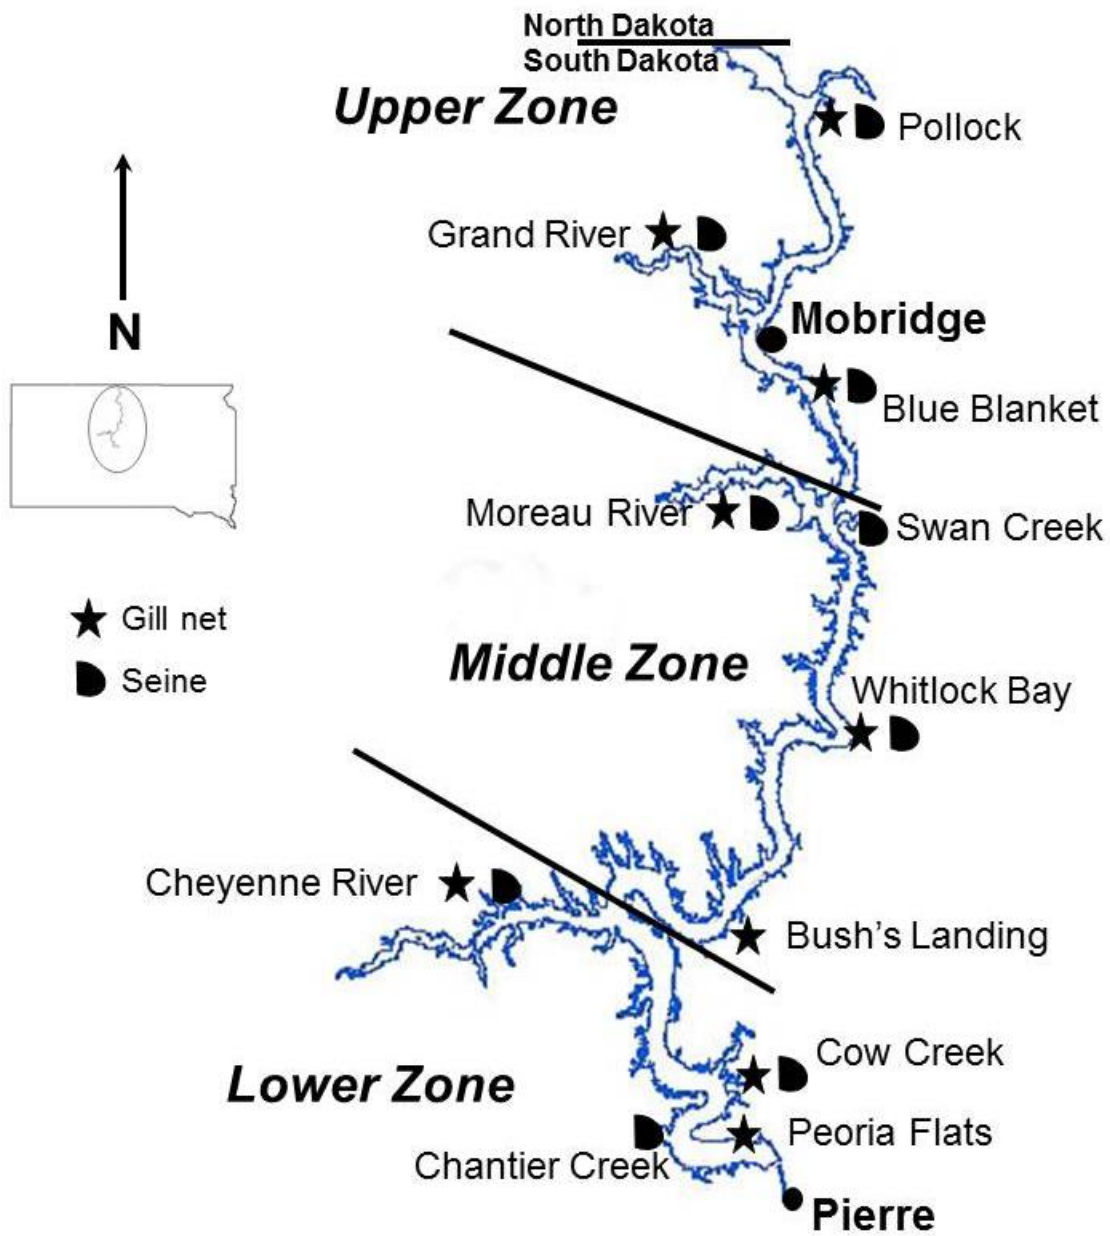 North Dakota
South Dakota
Upper Zone
Pollock
Grand River
Mobridge
N
Blue Blanket
Moreau River
Swan Creek
Gill net
Seine
Middle Zone
Whitlock Bay
Cheyenne River
Bush's Landing
Cow Creek
Lower Zone
Peoria Flats
Chantier Creek
Pierre